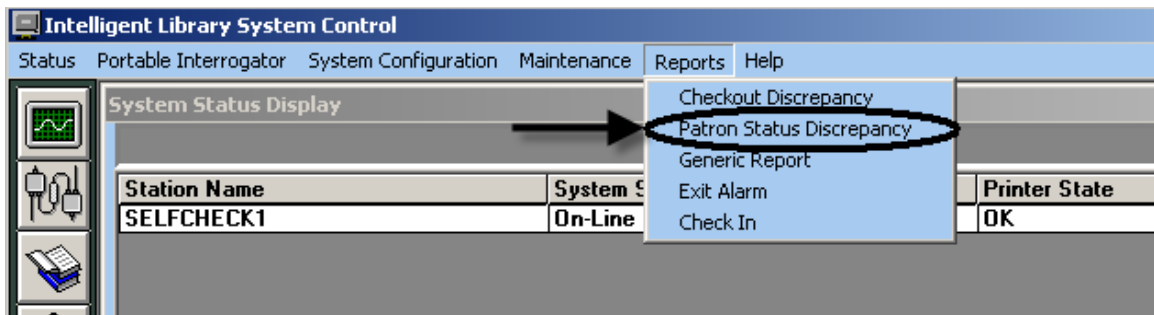 Intelligent Library System Control
Status Portable Interrogator System Configuration Maintenance Reports Help
System Status Display
Checkout Discrepancy
Patron Status Discrepancy
Generic Report
Exit Alarm
Check In
Station Name System S Printer State
SELFCHECK1 On-Line OK